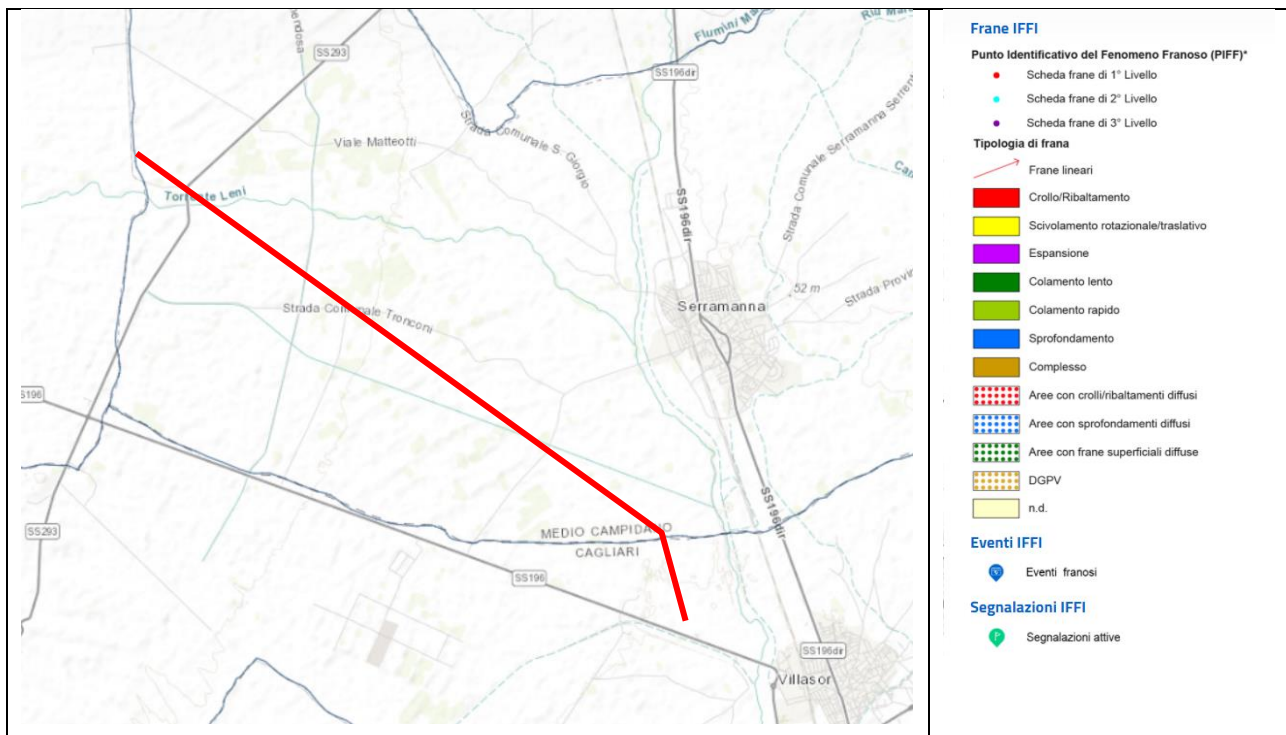 SS293
Flumini
Riu
SS196dir
Strada Comunale S. Giorgio
Strada Comunale Serramanna
Viale Matteotti
Torrente Leni
SS196dir
52 m
Serramanna
Strada Comunale Tronconi
SS196
SS196dir
MEDIO CAMPIDANO
CAGLIARI
SS293
SS196
SS196dir
Villasor
Frane IFFI
Punto Identificativo del Fenomeno Franoso (PIFF)*
Scheda frane di 1° Livello
Scheda frane di 2° Livello
Scheda frane di 3° Livello
Tipologia di frana
Frane lineari
Crollo/Ribaltamento
Scivolamento rotazionale/traslativo
Espansione
Colamento lento
Colamento rapido
Sprofondamento
Complesso
Aree con crolli/ribaltamenti diffusi
Aree con sprofondamenti diffusi
Aree con frane superficiali diffuse
DGPV
n.d.
Eventi IFFI
Eventi franosi
Segnalazioni IFFI
Segnalazioni attive